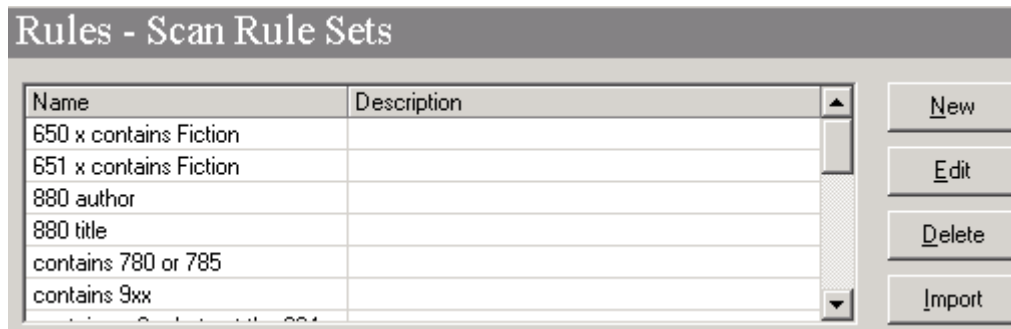 Rules - Scan Rule Sets
Name Description
New
650 x contains Fiction
651 x contains Fiction
Edit
880 author
880 title
Delete
contains 780 or 785
contains 9xx
Import